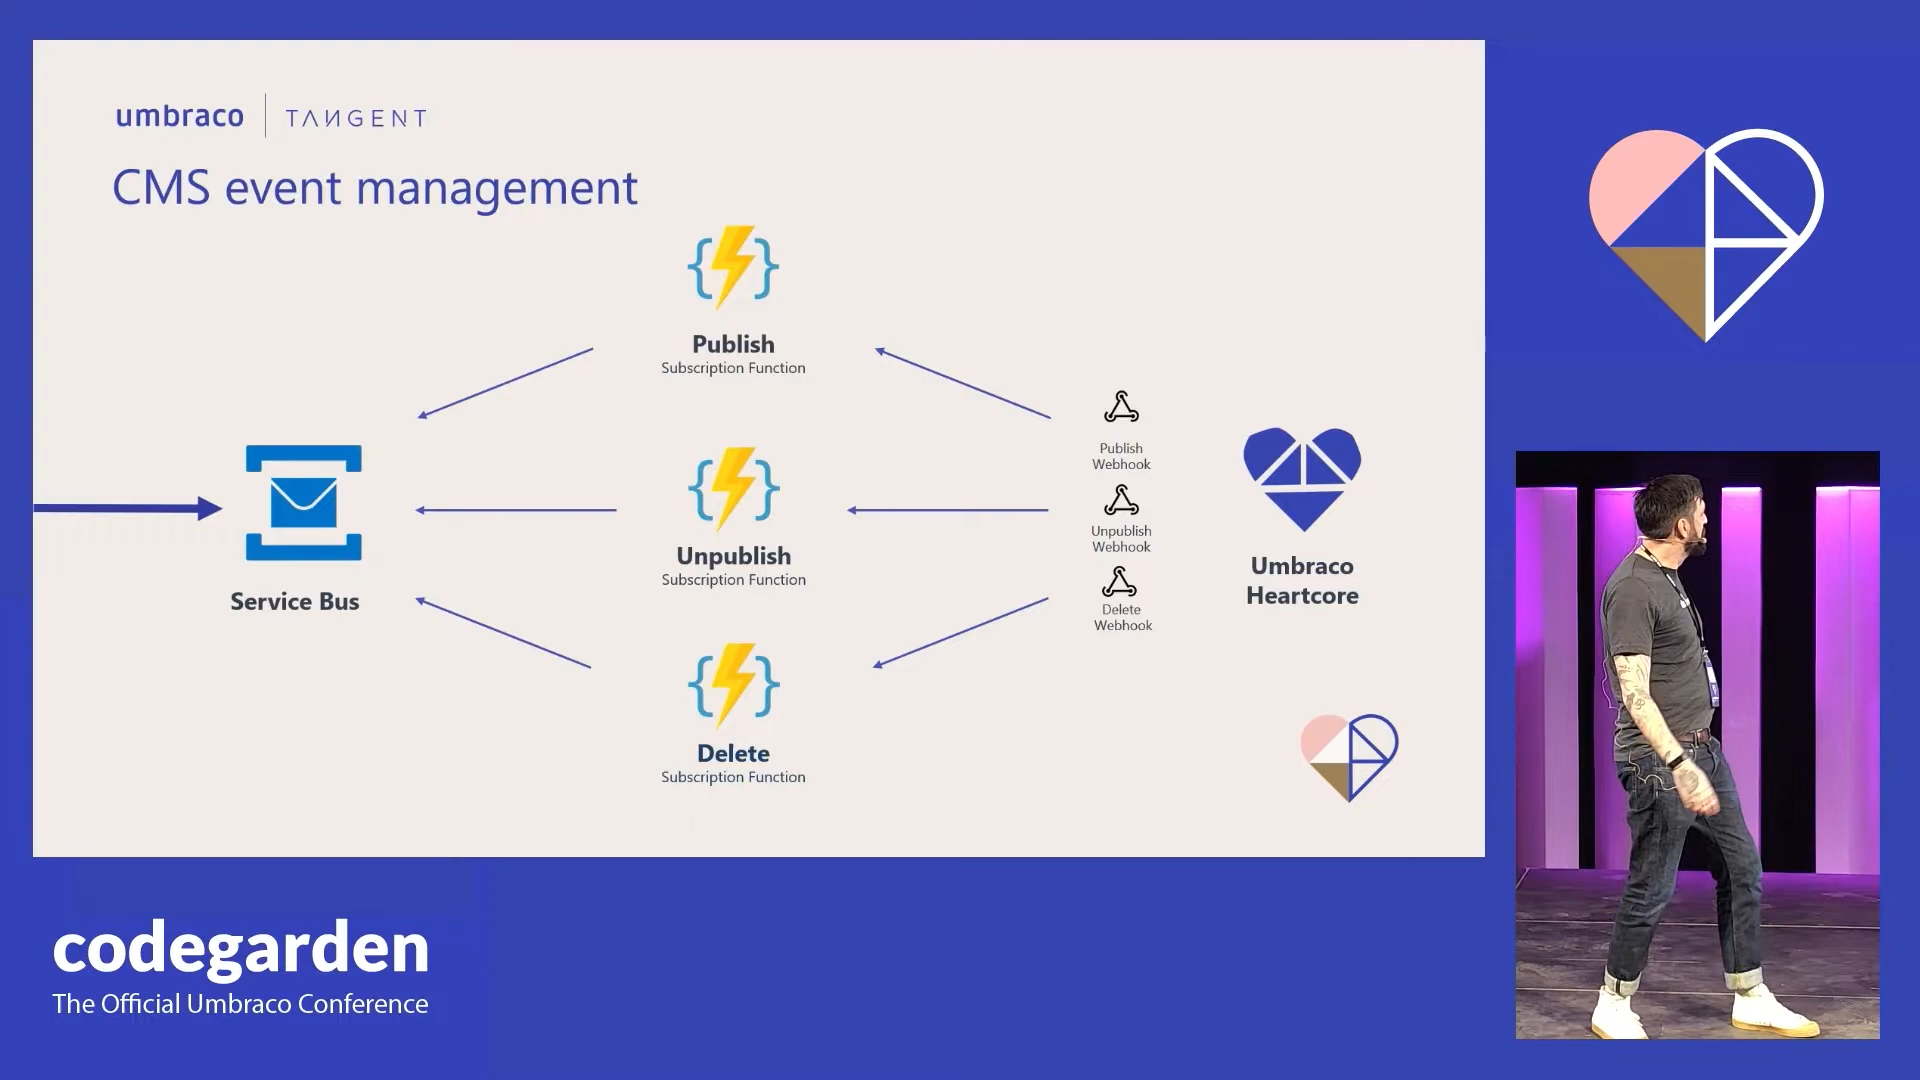 umbraco | TANGENT
CMS event management
Publish
Subscription Function
Publish
Webhook
Unpublish
Subscription Function
Unpublish
Webhook
Umbraco
Heartcore
Service Bus
Delete
Webhook
Delete
Subscription Function
codegarden
The Official Umbraco Conference